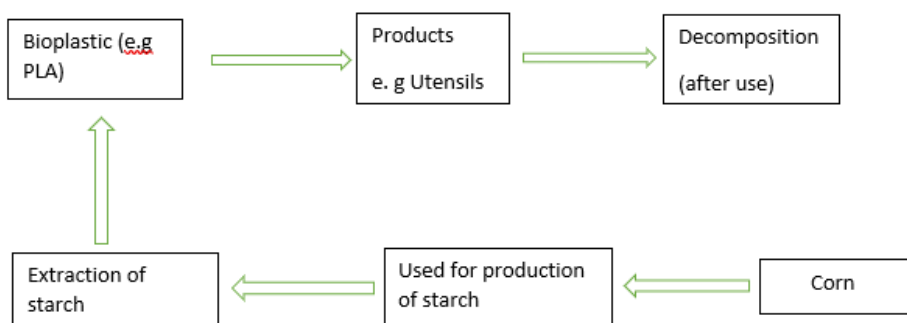 Bioplastic (e.g
PLA)
Products
e. g Utensils
Decomposition
(after use)
Extraction of
starch
Used for production
of starch
Corn